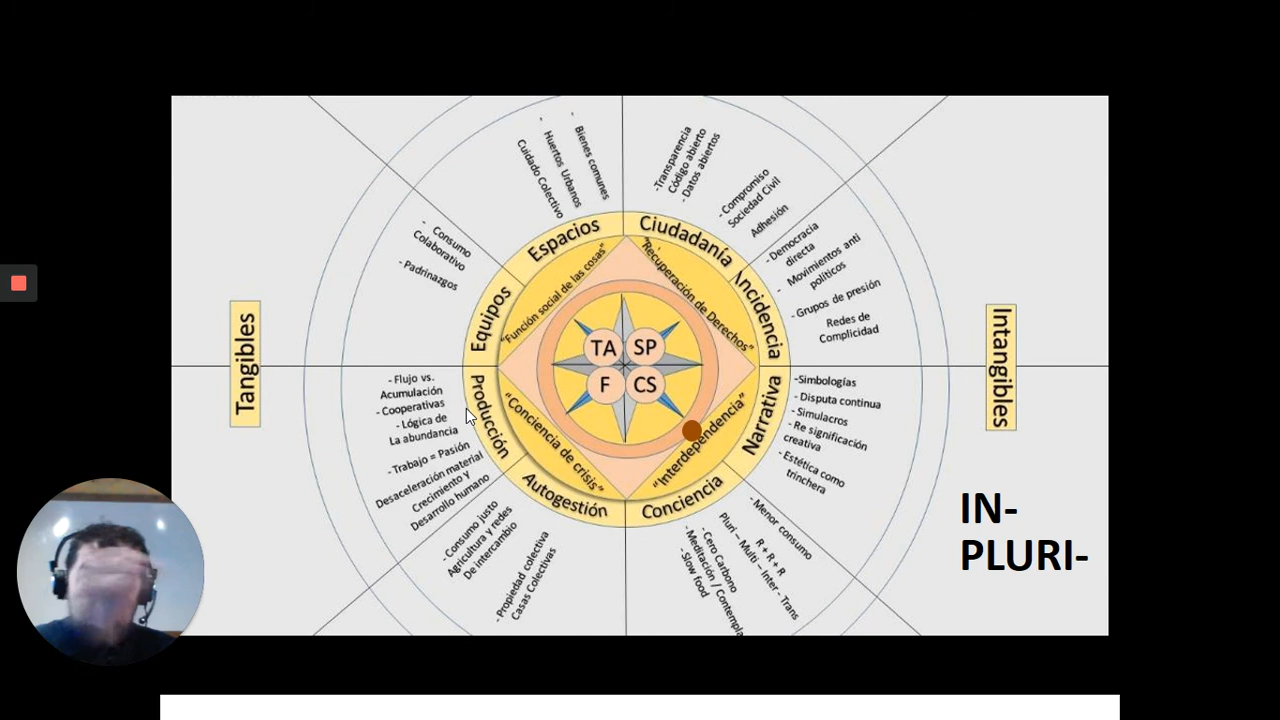 - Bienes comunes
- Huertos Urbanos
Cuidado Colectivo
- Consumo
Colaborativo
- Padrinazgos
-Transparencia
Código abierto
- Datos abiertos
- Compromiso
Sociedad Civil
Adhesión
- Democracia
directa
- Movimientos anti
políticos
- Grupos de presión
Redes de
Complicidad
Espacios
Ciudadanía
Incidencia
Equipos
"Función social de las cosas"
"Recuperación de Derechos"
Tangibles
Intangibles
TA
SP
F
CS
Producción
Narrativa
"Conciencia de crisis"
"Interdependencia"
Autogestión
Conciencia
- Flujo vs.
Acumulación
- Cooperativas
- Lógica de
La abundancia
- Trabajo = Pasión
Desaceleración material
Crecimiento y
Desarrollo humano
- Consumo justo
Agricultura y redes
De intercambio
- Propiedad colectiva
Casas Colectivas
-Simbologías
- Disputa continua
- Simulacros
- Re significación
creativa
- Estética como
trinchera
- Menor consumo
R + R + R
Pluri – Multi – Inter - Trans
- Cero Carbono
- Meditación / Contempla
- Slow food
IN-
PLURI-